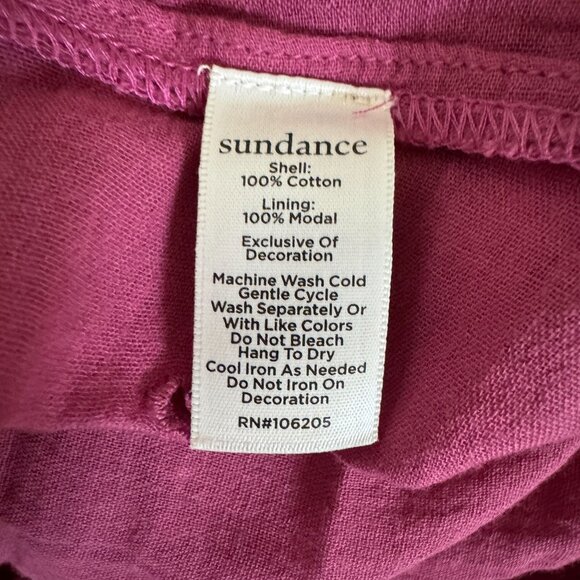 sundance
Shell:
100% Cotton
Lining:
100% Modal
Exclusive Of
Decoration
Machine Wash Cold
Gentle Cycle
Wash Separately Or
With Like Colors
Do Not Bleach
Hang To Dry
Cool Iron As Needed
Do Not Iron On
Decoration
RN#106205